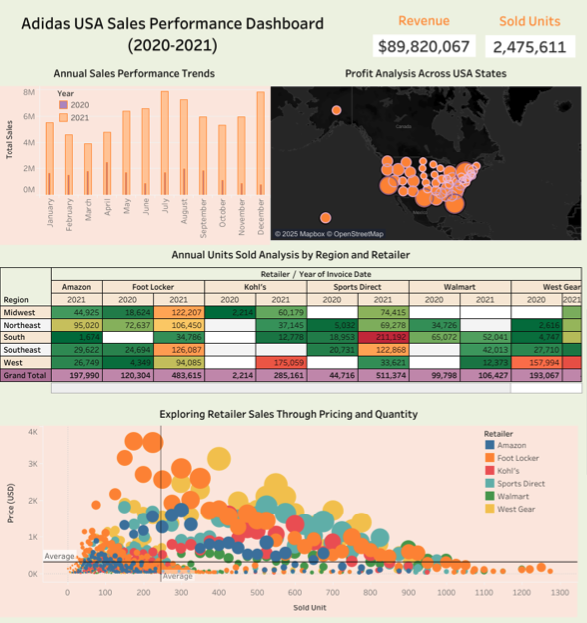 Adidas USA Sales Performance Dashboard
(2020-2021)
Revenue
Sold Units
$89,820,067
2,475,611
Annual Sales Performance Trends
Year
2020
2021
Total Sales
8M
6M
4M
2M
0M
January
February
March
April
May
June
July
August
September
October
November
December
Profit Analysis Across USA States
Canada
Mexico
© 2025 Mapbox © OpenStreetMap
Annual Units Sold Analysis by Region and Retailer
Retailer / Year of Invoice Date
Amazon Foot Locker Kohl's Sports Direct Walmart West Gear
Region 2021 2020 2021 2020 2021 2020 2021 2020 2021 2020 2021
Midwest 44,925 18,624 122,207 2,214 60,179 74,415
Northeast 95,020 72,637 106,450 37,145 5,032 69,278 34,726 2,616
South 1,674 34,786 12,778 18,953 211,192 65,072 52,041 4,747
Southeast 29,622 24,694 126,087 20,731 122,868 42,013 27,710
West 26,749 4,349 94,085 175,059 33,621 12,373 157,994
Grand Total 197,990 120,304 483,615 2,214 285,161 44,716 511,374 99,798 106,427 193,067
Exploring Retailer Sales Through Pricing and Quantity
Price (USD)
4K
3K
2K
1K
0K
Average
Average
0 100 200 300 400 500 600 700 800 900 1000 1100 1200 1300
Sold Unit
Retailer
Amazon
Foot Locker
Kohl's
Sports Direct
Walmart
West Gear